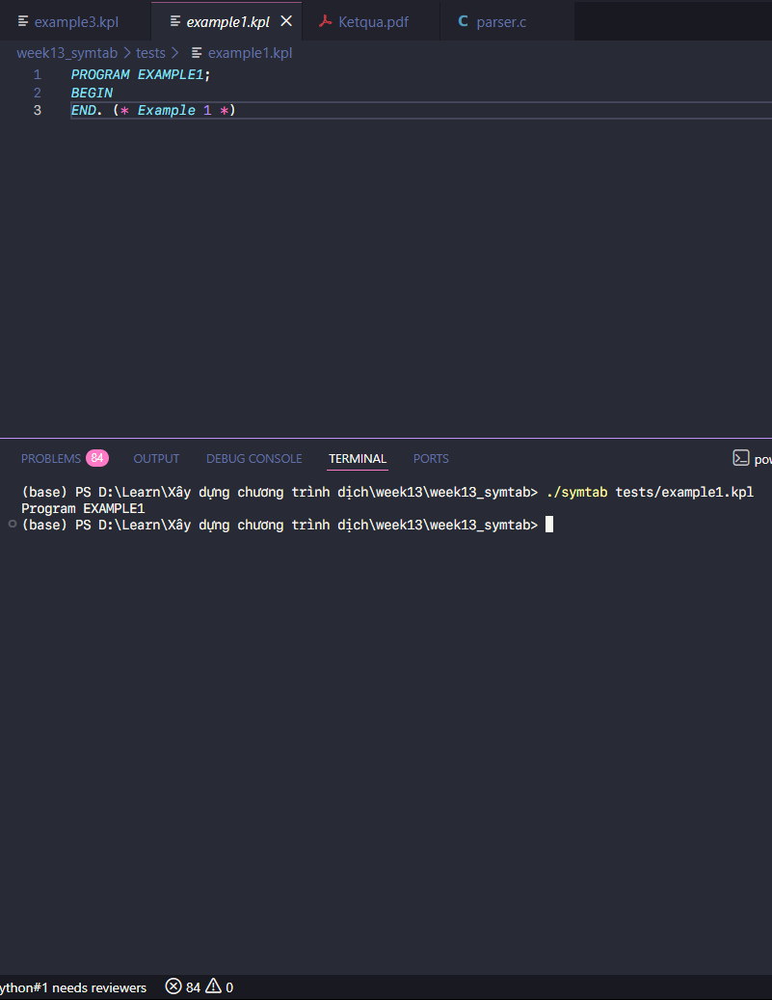 example3.kpl example1.kpl Ketqua.pdf C parser.c
week13_symtab > tests > example1.kpl
1 PROGRAM EXAMPLE1;
2 BEGIN
3 END. (* Example 1 *)
PROBLEMS 84 OUTPUT DEBUG CONSOLE TERMINAL PORTS pow
(base) PS D:\Learn\Xây dựng chương trình dịch\week13\week13_symtab> ./symtab tests/example1.kpl
Program EXAMPLE1
(base) PS D:\Learn\Xây dựng chương trình dịch\week13\week13_symtab>
ython#1 needs reviewers 84 0